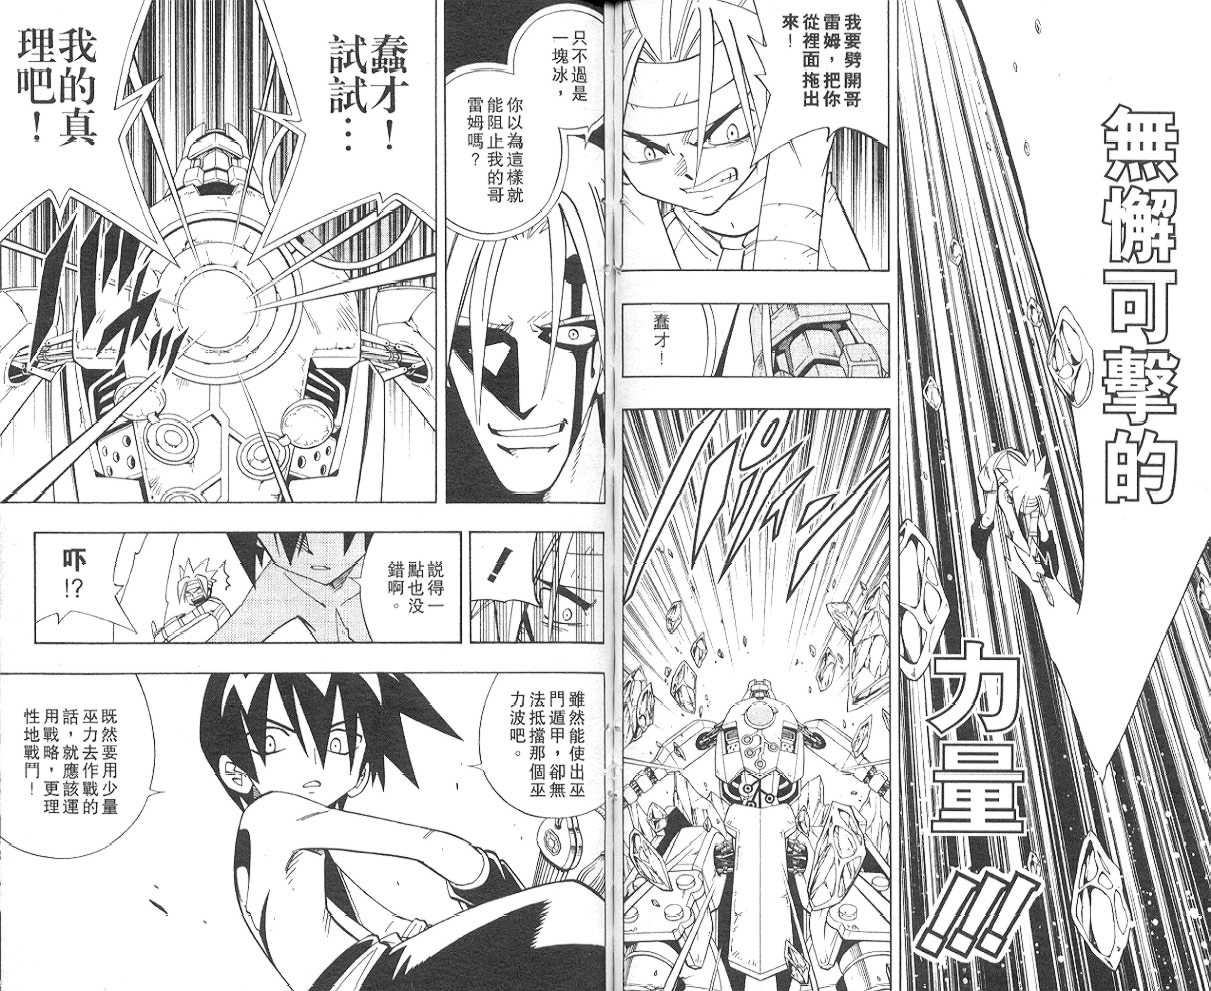 無懈可擊的
力量!!!
我要劈開哥
雷姆，把你
從裡面拖出
來！
蠢才！
只不過是
一塊冰，
你以為這樣就
能阻止我的哥
雷姆嗎？
蠢才！
試試…
我的真
理吧！
！
說得一
點也沒
錯啊。
吓
!?
雖然能使出巫
門遁甲，卻無
法抵擋那個巫
力波吧。
既然要用少量
巫力去作戰的
話，就應該運
用戰略，更理
性地戰鬥！